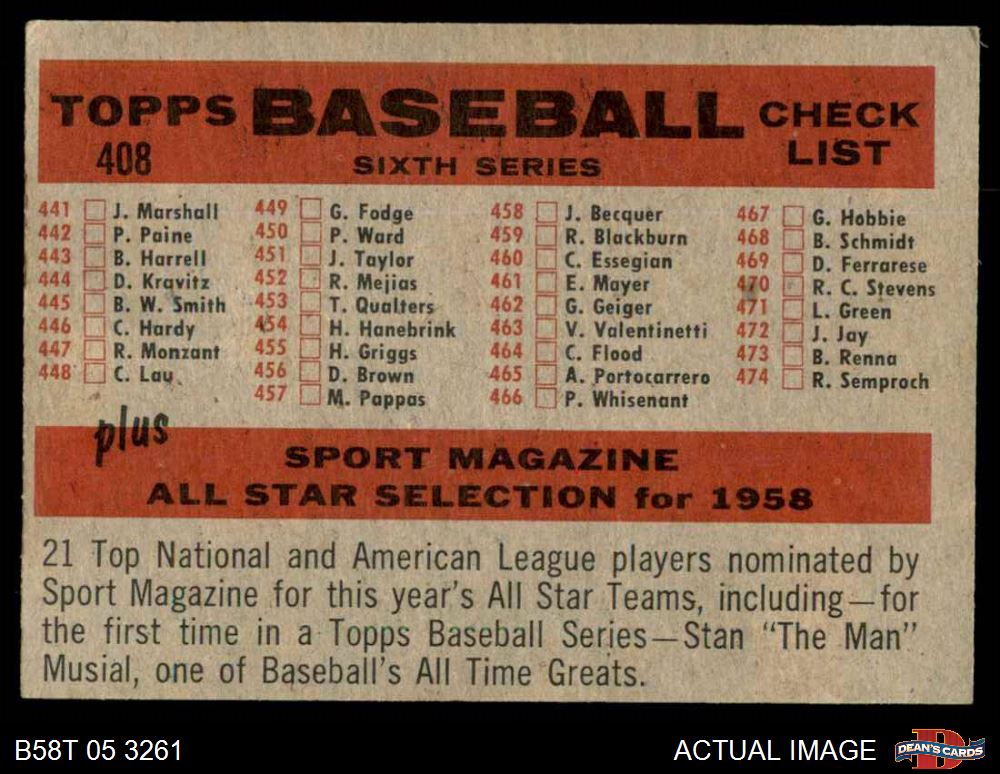 TOPPS BASEBALL CHECK LIST
408
SIXTH SERIES
441 J. Marshall
442 P. Paine
443 B. Harrell
444 D. Kravitz
445 B. W. Smith
446 C. Hardy
447 R. Monzant
448 C. Lau
449 G. Fodge
450 P. Ward
451 J. Taylor
452 R. Mejias
453 T. Qualters
454 H. Hanebrink
455 H. Griggs
456 D. Brown
457 M. Pappas
458 J. Becquer
459 R. Blackburn
460 C. Essegian
461 E. Mayer
462 G. Geiger
463 V. Valentinetti
464 C. Flood
465 A. Portocarrero
466 P. Whisenant
467 G. Hobbie
468 B. Schmidt
469 D. Ferrarese
470 R. C. Stevens
471 L. Green
472 J. Jay
473 B. Renna
474 R. Semproch
plus
SPORT MAGAZINE
ALL STAR SELECTION for 1958
21 Top National and American League players nominated by
Sport Magazine for this year's All Star Teams, including—for
the first time in a Topps Baseball Series—Stan "The Man"
Musial, one of Baseball's All Time Greats.
B58T 05 3261
ACTUAL IMAGE
DEAN'S CARDS